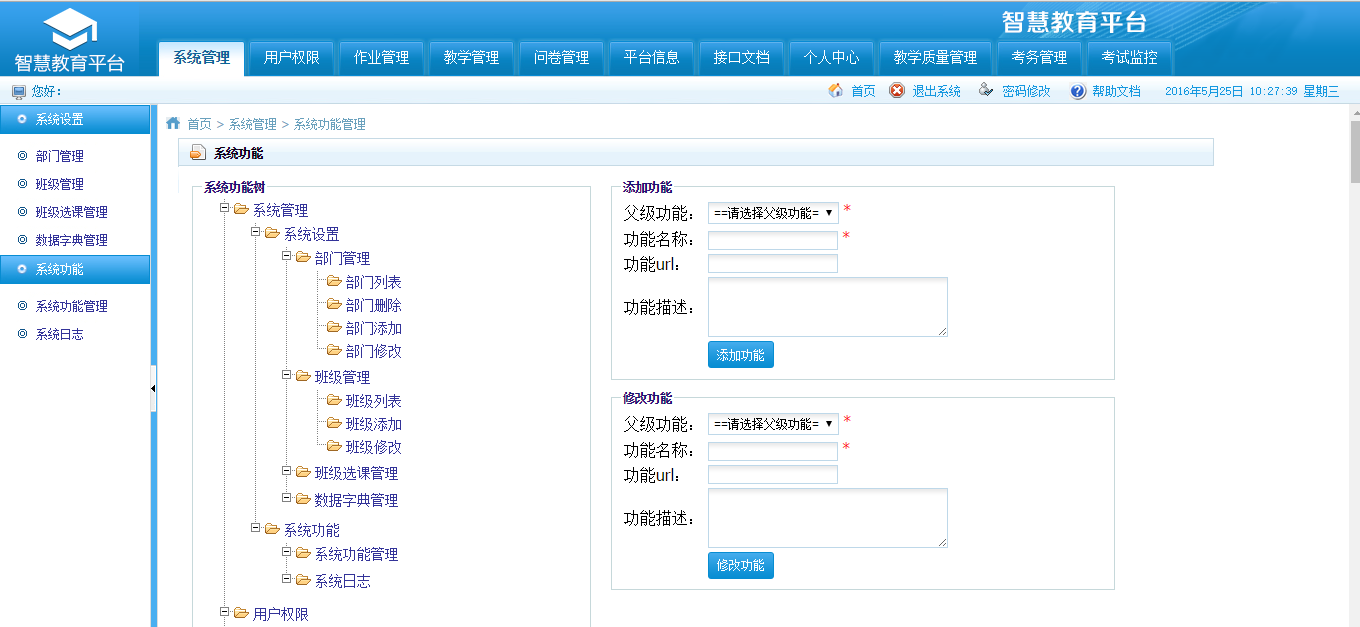 智慧教育平台
智慧教育平台
系统管理 用户权限 作业管理 教学管理 问卷管理 平台信息 接口文档 个人中心 教学质量管理 考务管理 考试监控
您好： 首页 退出系统 密码修改 帮助文档 2016年5月25日 10:27:39 星期三
系统设置
部门管理
班级管理
班级选课管理
数据字典管理
系统功能
系统功能管理
系统日志
首页 > 系统管理 > 系统功能管理
系统功能
系统功能树
系统管理
系统设置
部门管理
部门列表
部门删除
部门添加
部门修改
班级管理
班级列表
班级添加
班级修改
班级选课管理
数据字典管理
系统功能
系统功能管理
系统日志
用户权限
添加功能
父级功能： ==请选择父级功能= *
功能名称： *
功能url：
功能描述：
添加功能
修改功能
父级功能： ==请选择父级功能= *
功能名称： *
功能url：
功能描述：
修改功能